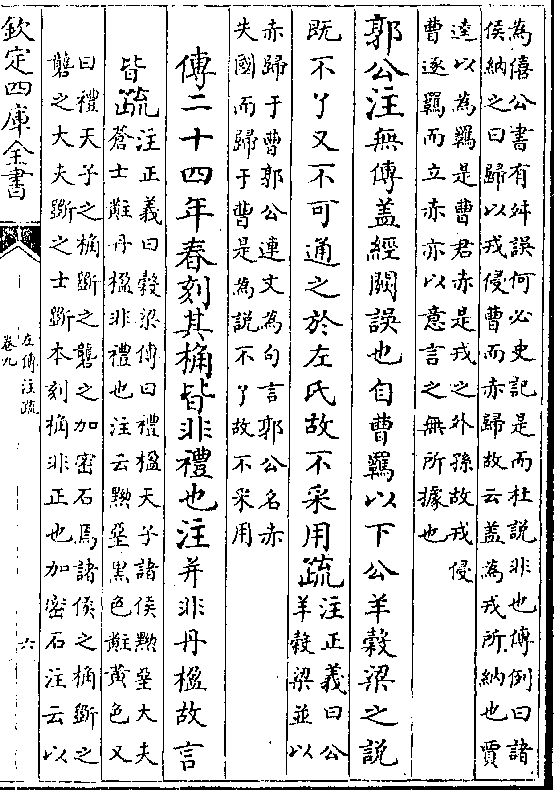 為僖公書有舛誤何必史記是而杜說非也傳例曰諸
侯納之曰歸以戎侵曹而赤歸故云盖為戎所納也賈
逵以為羈是曹君赤是戎之外孫故戎侵
曹逐羈而立赤亦以意言之無所據也
郭公注無傳盖經闕誤也自曹羈以下公羊穀梁之說
既不了又不可通之於左氏故不采用疏注正義曰公
羊穀梁並以
赤歸于曹郭公連文為句言郭公名赤
失國而歸于曹是為說不了故不采用
傳二十四年春刻其桷皆非禮也注并非丹楹故言
皆疏注正義曰穀梁傳曰禮楹天子諸侯黝堊大夫
蒼士黈丹楹非禮也注云黝堊黑色黈黄色又
曰禮天子之桷斲之礱之加密石焉諸侯之桷斲之
礱之大夫斲之士斲本刻桷非正也加密石注云以
欽定四庫全書
左傳注疏
卷九
六